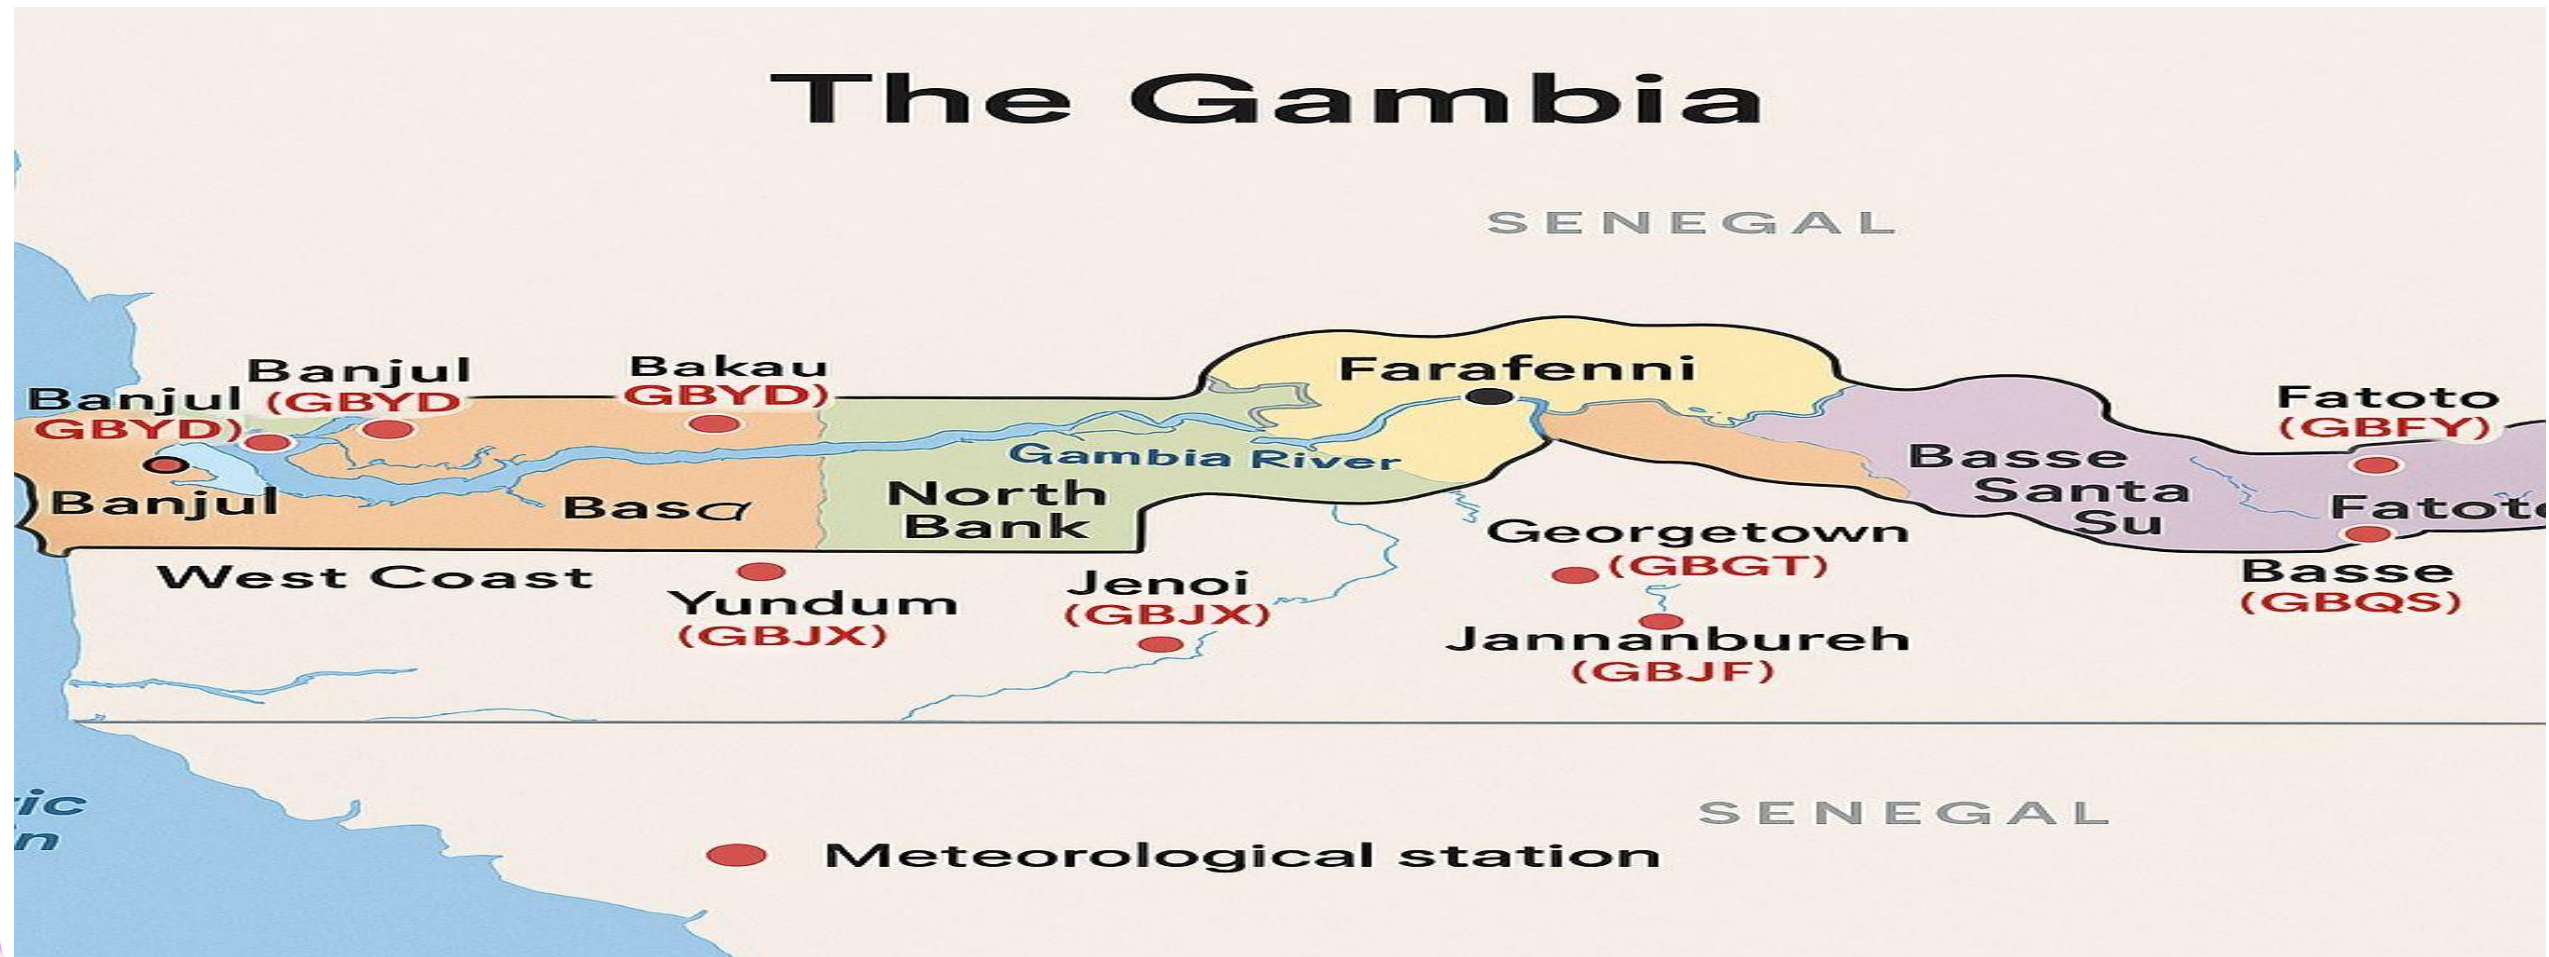 The Gambia
SENEGAL
Banjul
(GBYD
Bakau
GBYD)
Banjul
GBYD)
Farafenni
Fatoto
(GBFY)
Gambia River
Banjul
Basa
North
Bank
Basse
Santa
Su
Fatoto
West Coast
Yundum
(GBJX)
Jenoi
(GBJX)
Georgetown
(GBGT)
Jannanbureh
(GBJF)
Basse
(GBQS)
ic
n
SENEGAL
Meteorological station